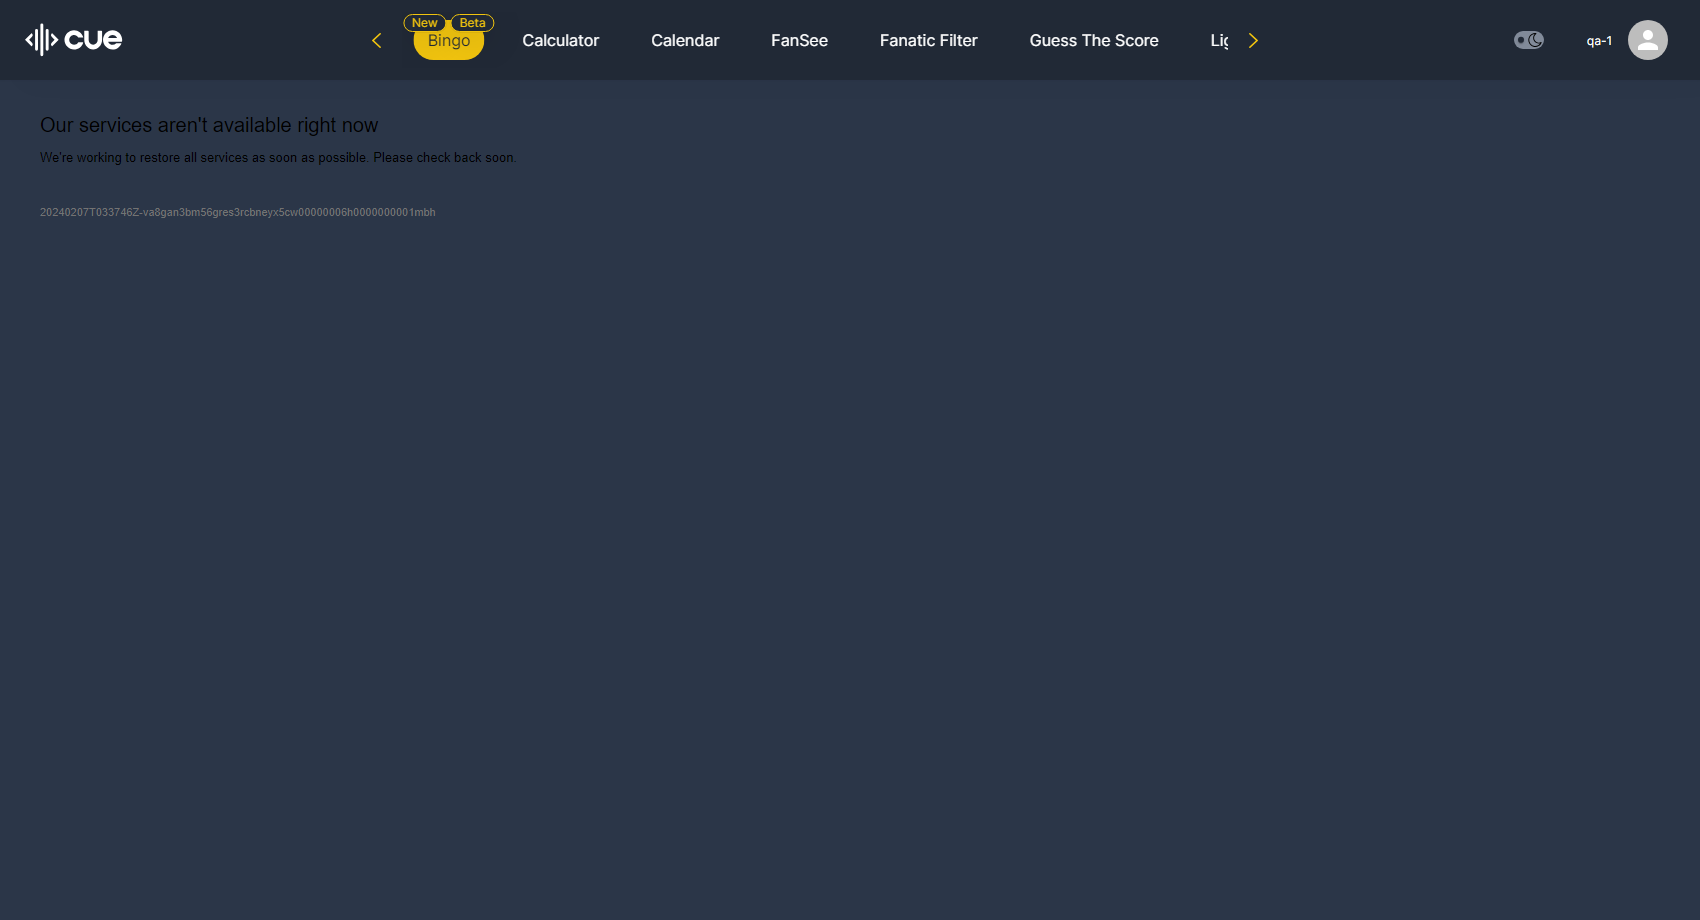 cue
New Beta
Bingo Calculator Calendar FanSee Fanatic Filter Guess The Score Lig
qa-1
Our services aren't available right now
We're working to restore all services as soon as possible. Please check back soon.
20240207T033746Z-va8gan3bm56gres3rcbneyx5cw00000006h0000000001mbh